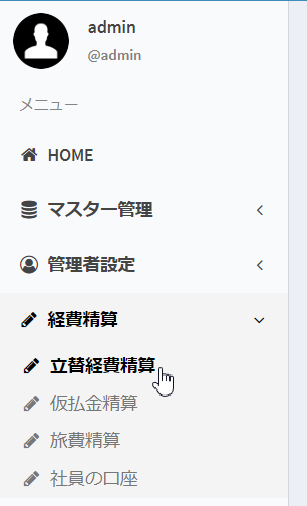 admin
@admin
メニュー
HOME
マスター管理
管理者設定
経費精算
立替経費精算
仮払金精算
旅費精算
社員の口座